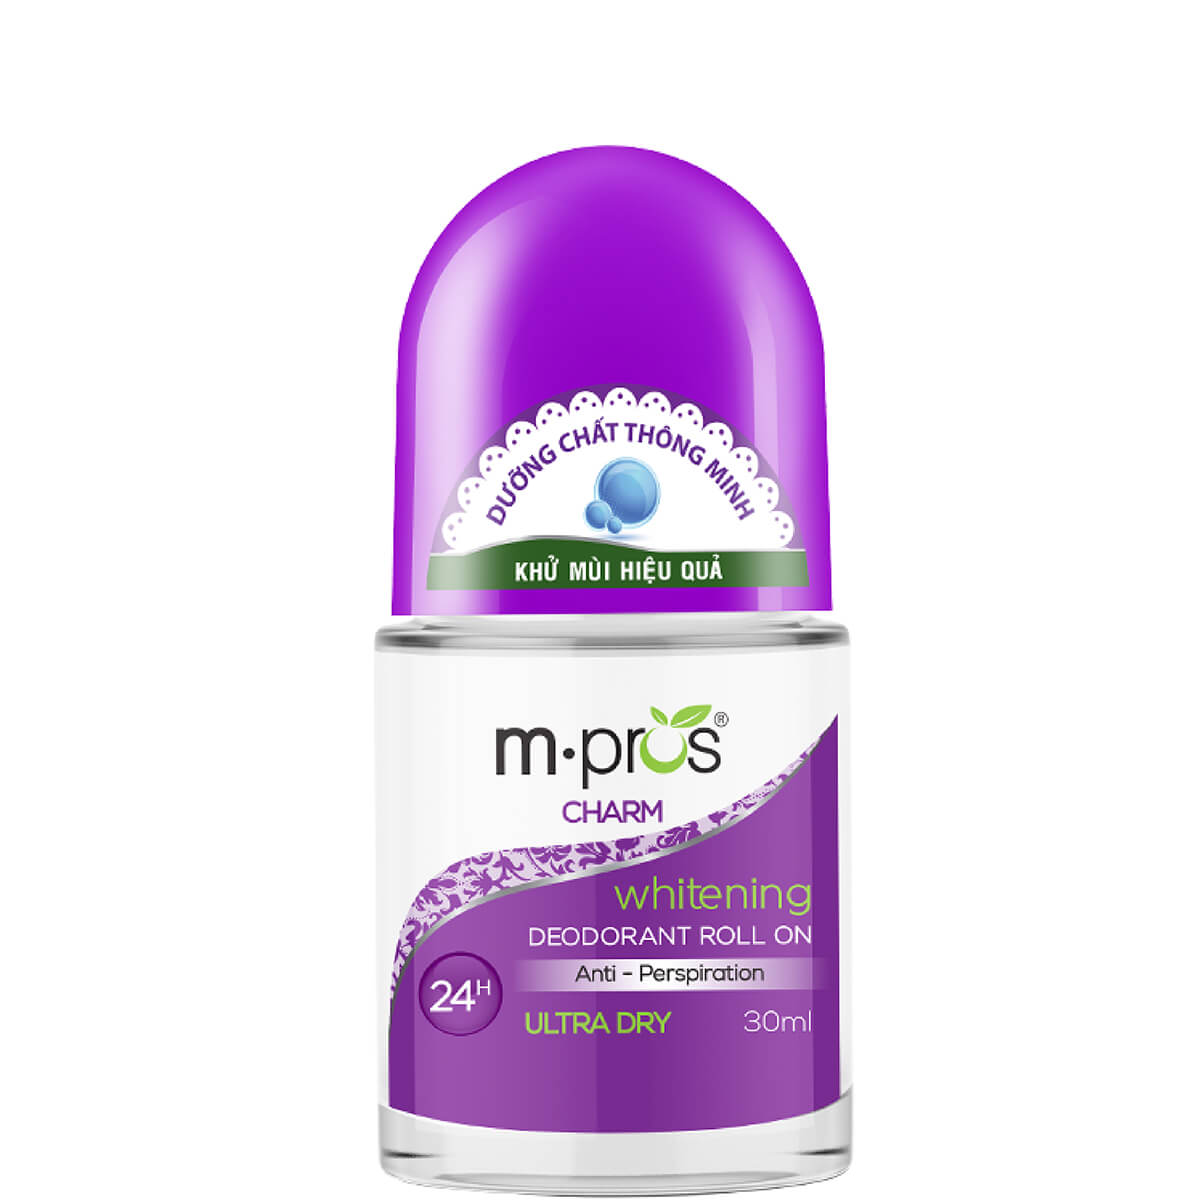 DƯỠNG CHẤT THÔNG MINH
KHỬ MÙI HIỆU QUẢ
m·pros®
CHARM
whitening
DEODORANT ROLL ON
Anti - Perspiration
24H
ULTRA DRY 30ml